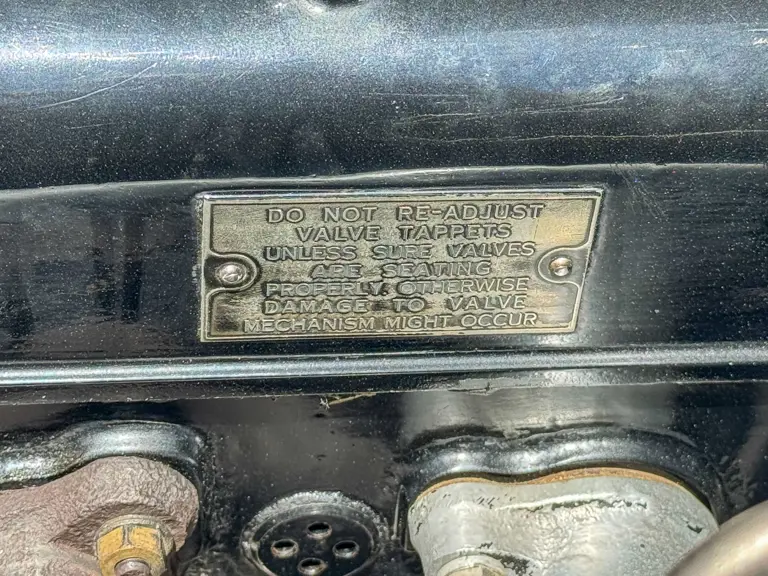 DO NOT RE-ADJUST
VALVE TAPPETS
UNLESS SURE VALVES
ARE SEATING
PROPERLY. OTHERWISE
DAMAGE TO VALVE
MECHANISM MIGHT OCCUR